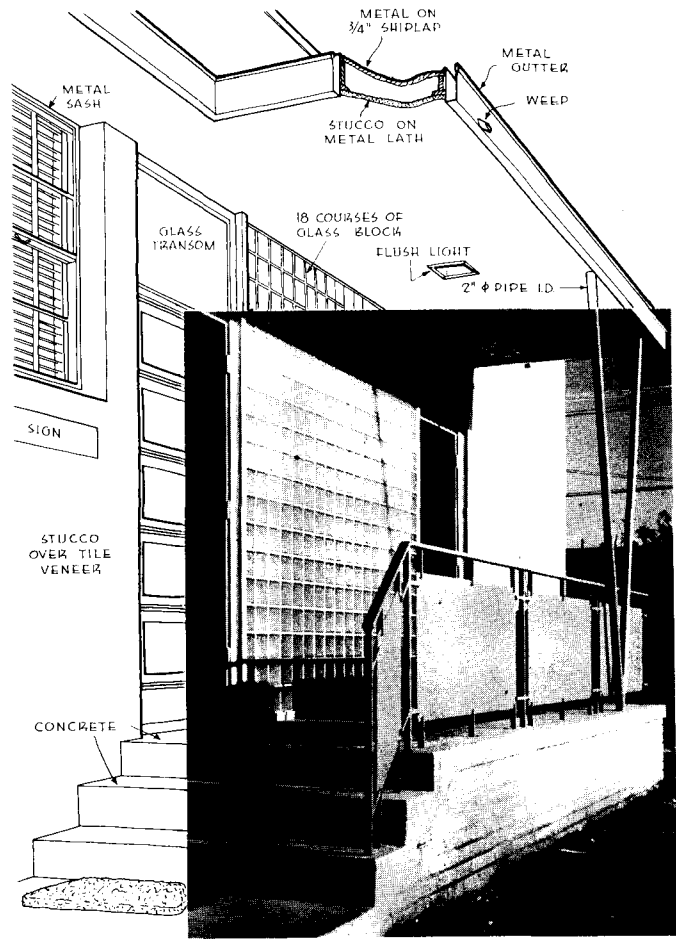 METAL ON
3/4" SHIPLAP
METAL
GUTTER
WEEP
METAL
SASH
STUCCO ON
METAL LATH
GLASS
TRANSOM
18 COURSES OF
GLASS BLOCK
FLUSH LIGHT
2" ϕ PIPE I.D.
SIGN
STUCCO
OVER TILE
VENEER
CONCRETE